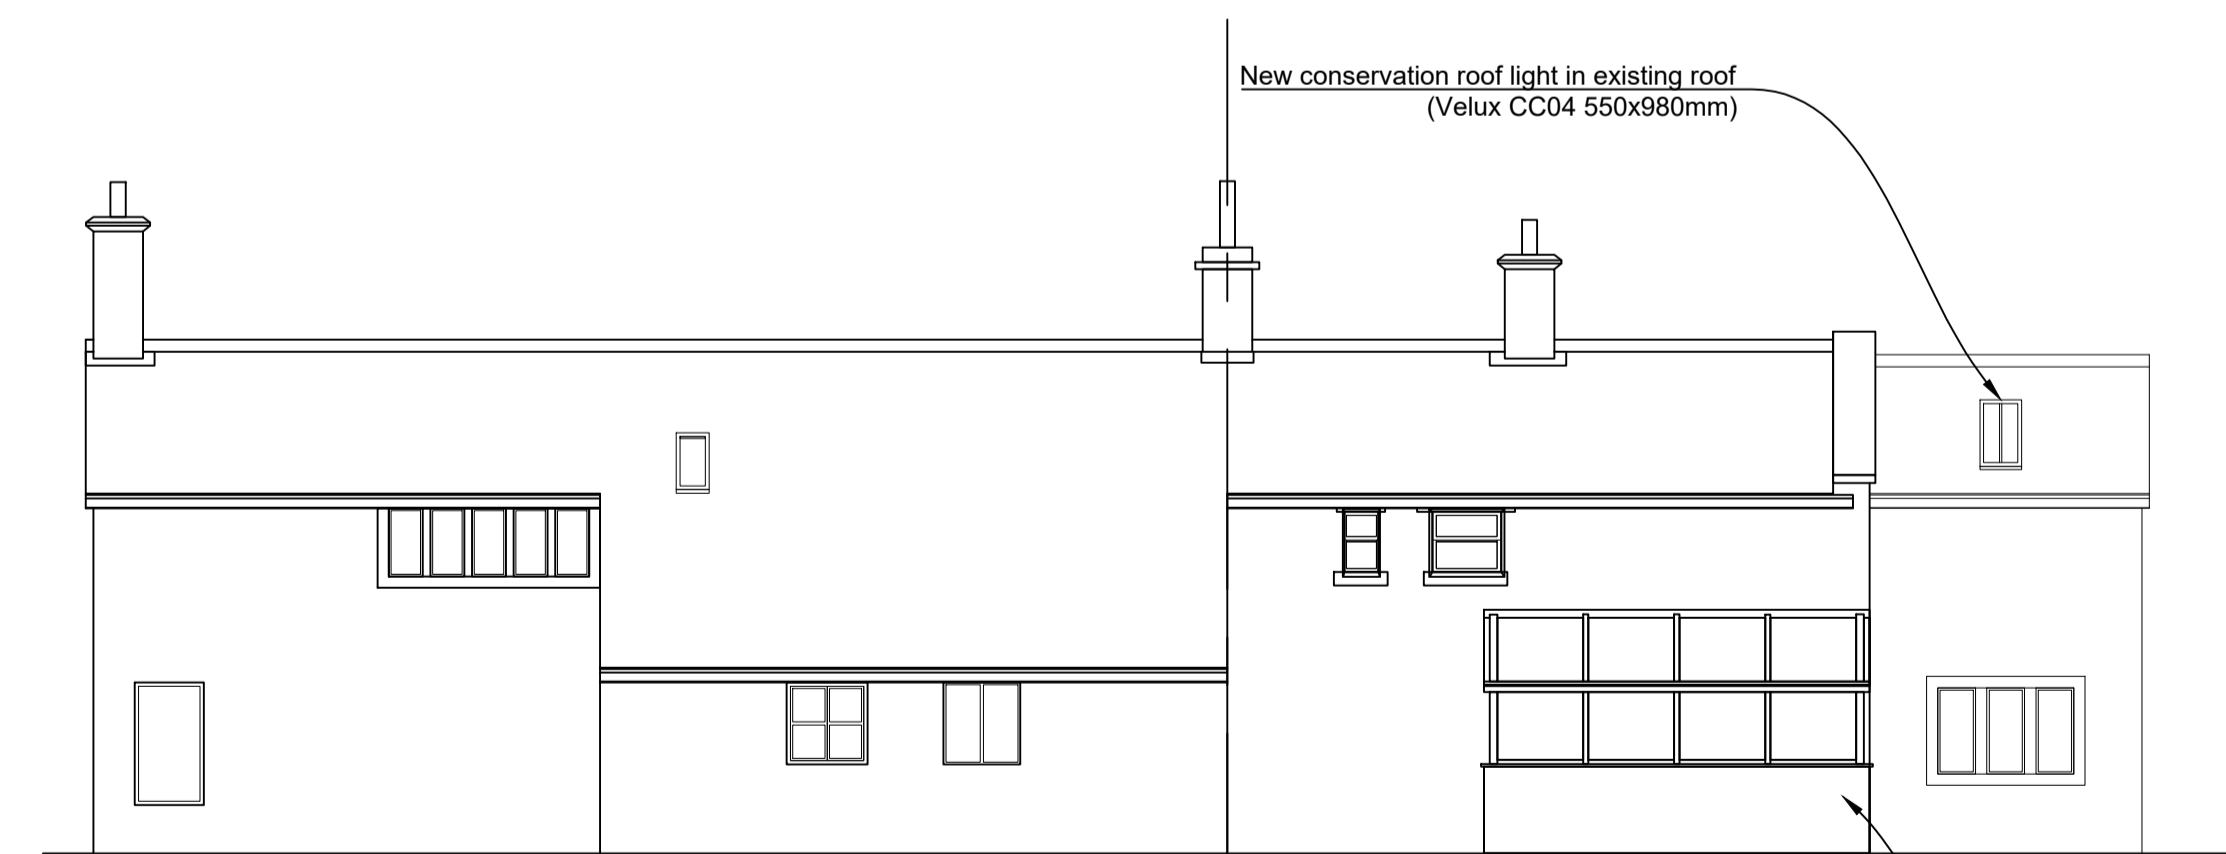 New conservation roof light in existing roof
(Velux CC04 550x980mm)